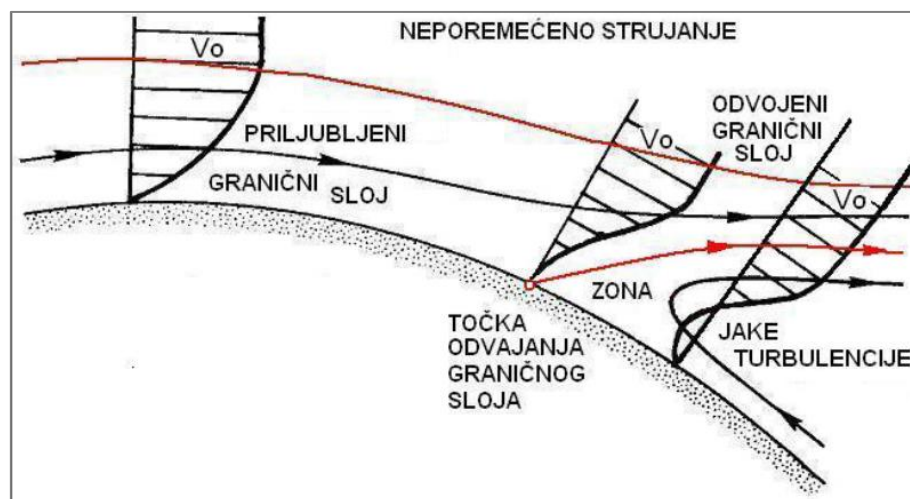 NEPOREMEĆENO STRUJANJE
Vo
PRILJUBLJENI
GRANIČNI
SLOJ
ODVOJENI
GRANIČNI
SLOJ
Vo
Vo
ZONA
JAKE
TURBULENCIJE
TOČKA
ODVAJANJA
GRANIČNOG
SLOJA